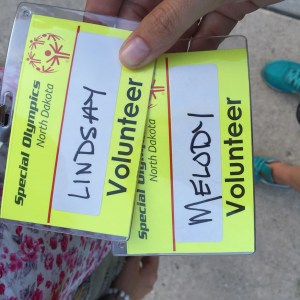 Special Olympics
North Dakota
LINDSAY
Volunteer
Special Olympics
North Dakota
MELODY
Volunteer